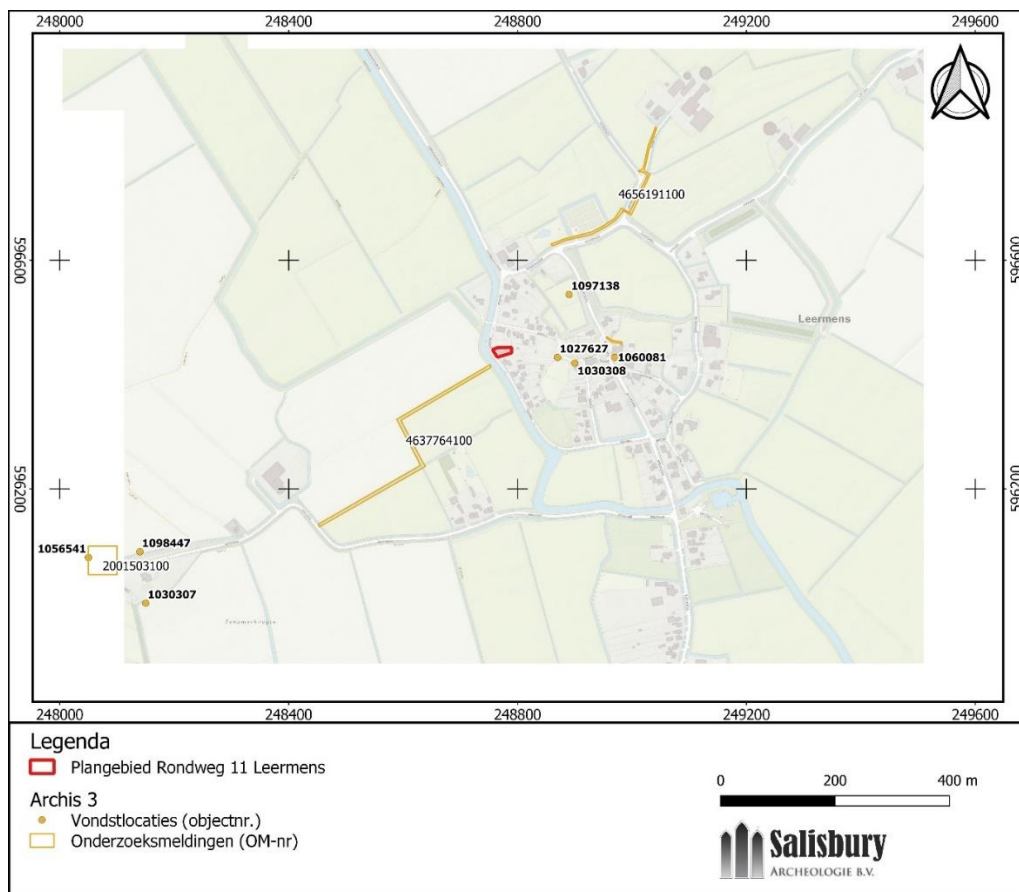 248000 248400 248800 249200 249600
4656191100
596600 596600
1097138
Leermens
1027627
1060081
1030308
4637764100
596200 596200
1098447
1056541
2001503100
1030307
248000 248400 248800 249200 249600
Legenda
Plangebied Rondweg 11 Leermens
Archis 3
Vondstlocaties (objectnr.)
Onderzoeksmeldingen (OM-nr)
0 200 400 m
Salisbury
ARCHEOLOGIE B.V.